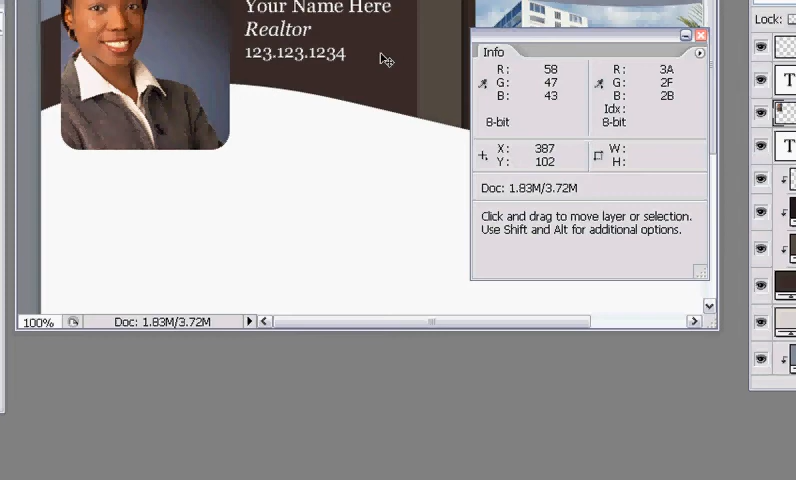 Your Name Here
Realtor
123.123.1234
Info
R: 58
G: 47
B: 43
8-bit
R: 3A
G: 2F
B: 2B
Idx:
8-bit
X: 387
Y: 102
W:
H:
Doc: 1.83M/3.72M
Click and drag to move layer or selection.
Use Shift and Alt for additional options.
100%
Doc: 1.83M/3.72M
Lock:
T
T